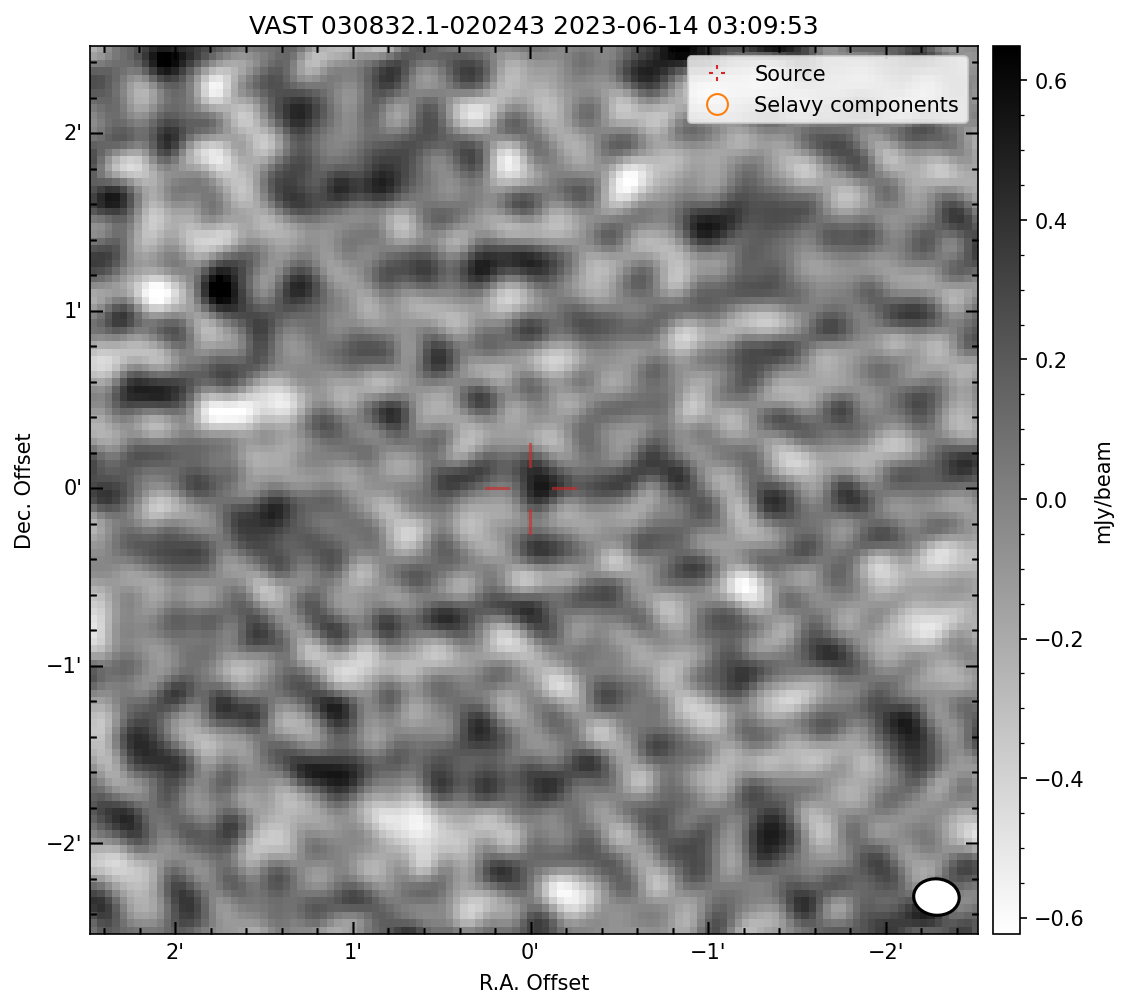 VAST 030832.1-020243 2023-06-14 03:09:53
Source
Selavy components
2'
1'
0'
−1'
−2'
Dec. Offset
2'
1'
0'
−1'
−2'
R.A. Offset
0.6
0.4
0.2
0.0
−0.2
−0.4
−0.6
mJy/beam